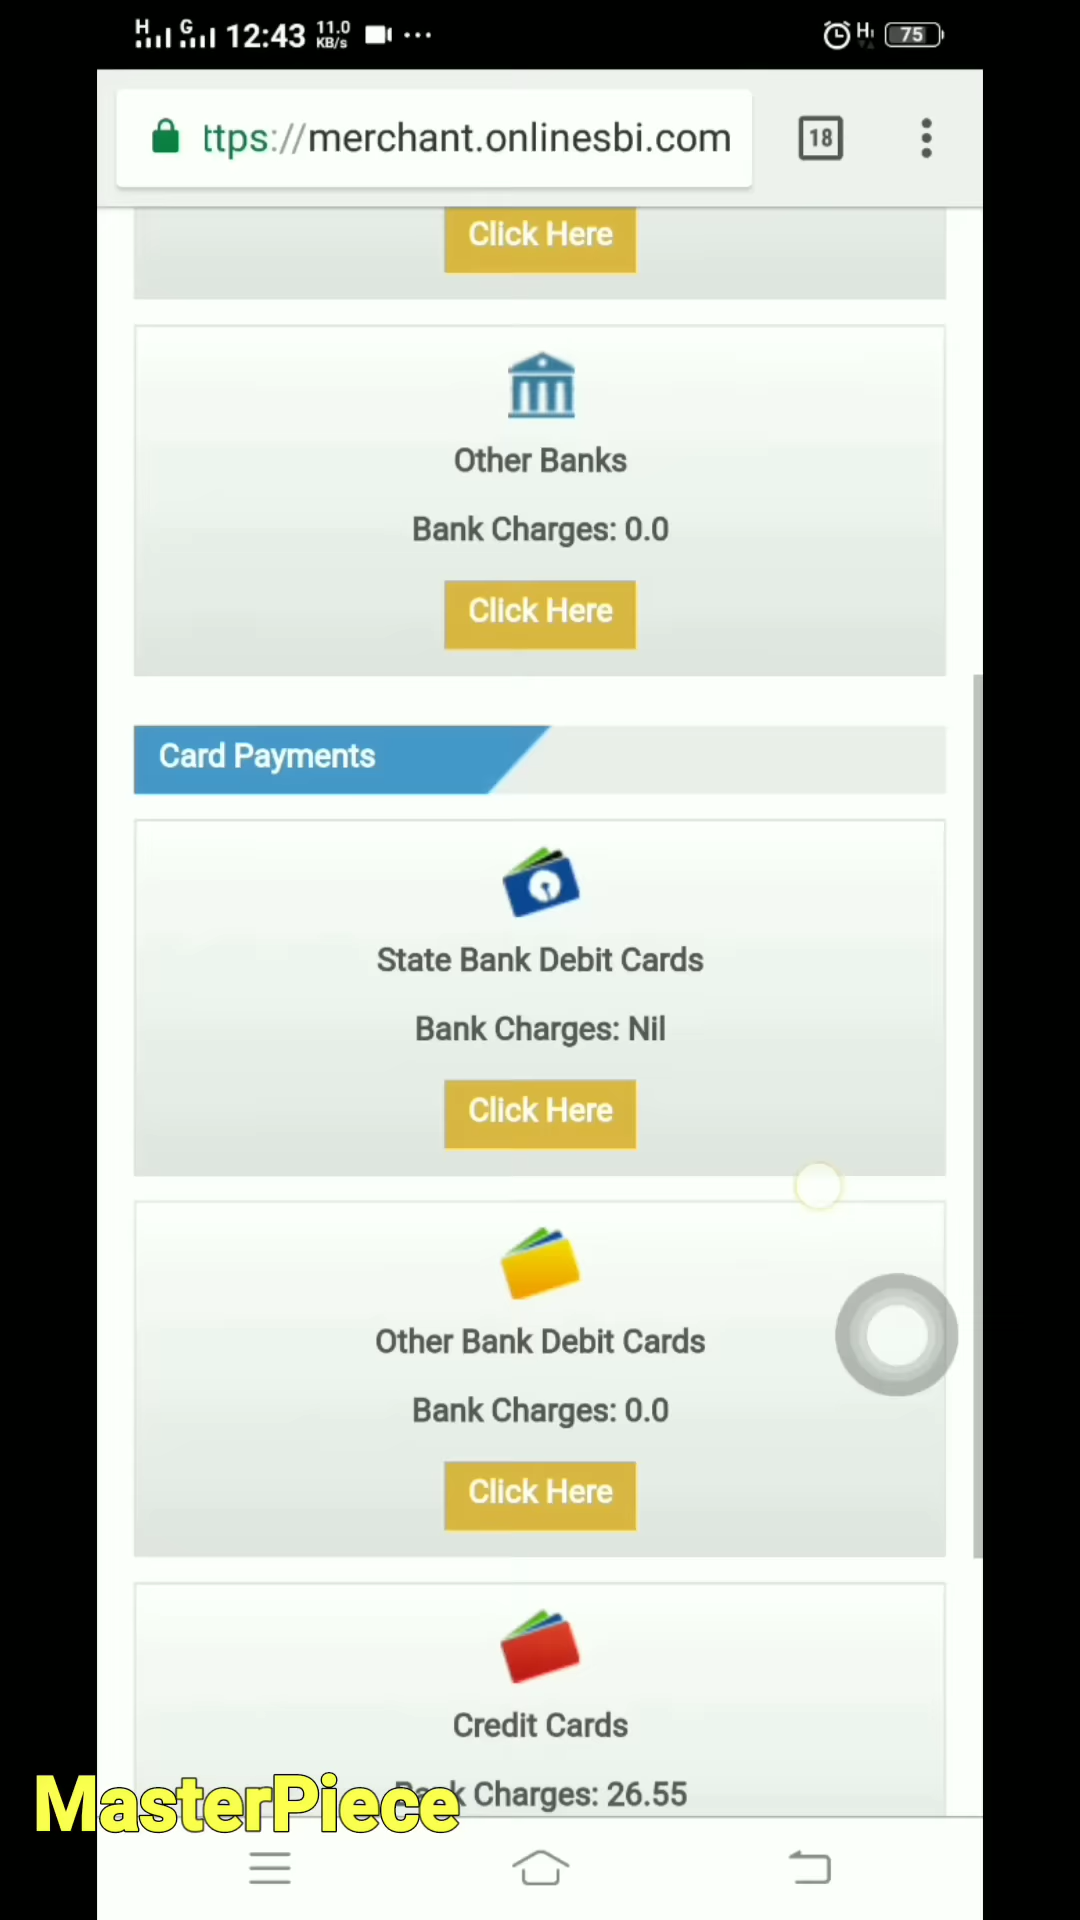 H G 12:43 11.0 KB/s ... H 75
ttps://merchant.onlinesbi.com 18
Click Here
Other Banks
Bank Charges: 0.0
Click Here
Card Payments
State Bank Debit Cards
Bank Charges: Nil
Click Here
Other Bank Debit Cards
Bank Charges: 0.0
Click Here
Credit Cards
Bank Charges: 26.55
MasterPiece